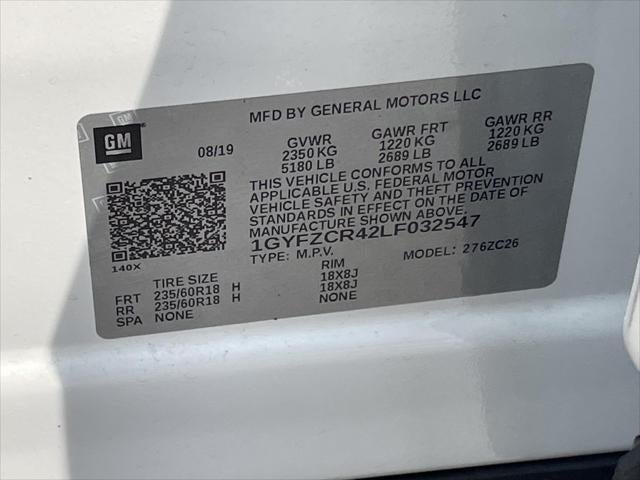 MFD BY GENERAL MOTORS LLC
GM
08/19
GVWR GAWR FRT GAWR RR
2350 KG 1220 KG 1220 KG
5180 LB 2689 LB 2689 LB
THIS VEHICLE CONFORMS TO ALL
APPLICABLE U.S. FEDERAL MOTOR
VEHICLE SAFETY AND THEFT PREVENTION
STANDARDS IN EFFECT ON THE DATE OF
MANUFACTURE SHOWN ABOVE.
1GYFZCR42LF032547
TYPE: M.P.V. MODEL: 276ZC26
140X
TIRE SIZE RIM
FRT 235/60R18 H 18X8J
RR 235/60R18 H 18X8J
SPA NONE NONE